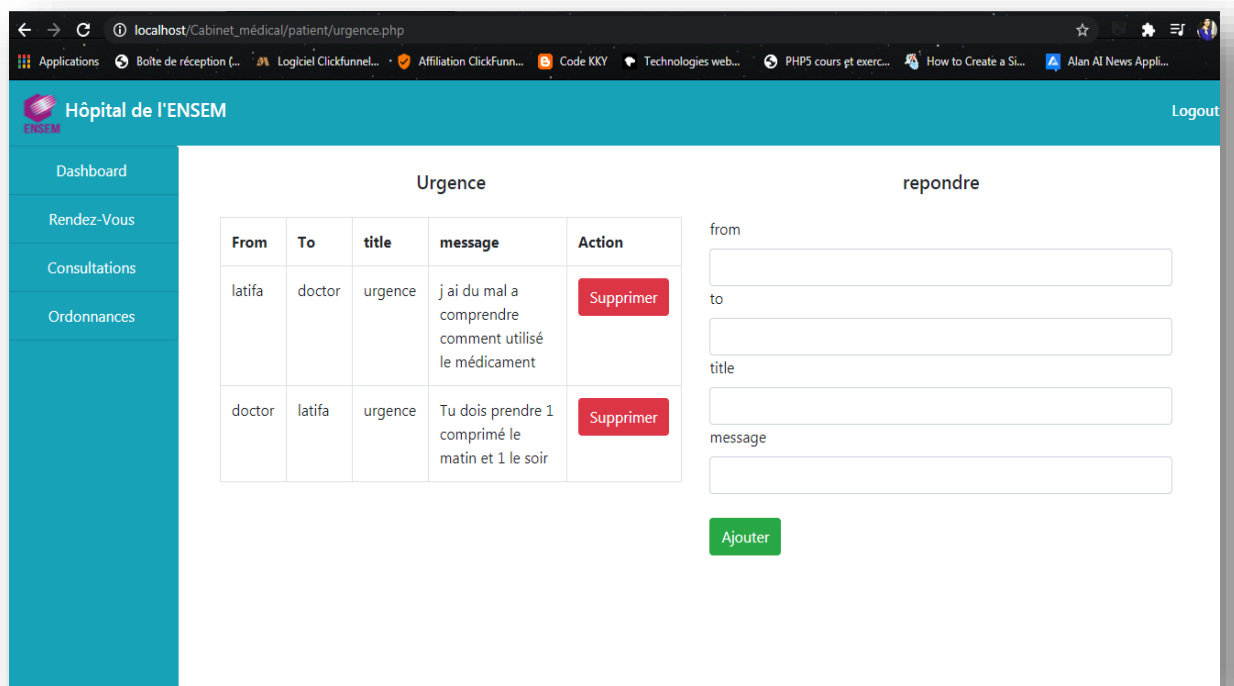 localhost/Cabinet_médical/patient/urgence.php
Applications Boîte de réception (... Logiciel Clickfunnel... Affiliation ClickFunn... Code KKY Technologies web... PHP5 cours et exerc... How to Create a Si... Alan AI News Appli...
ENSEM
Hôpital de l'ENSEM
Logout
Dashboard
Rendez-Vous
Consultations
Ordonnances
Urgence
From To title message Action
latifa doctor urgence j ai du mal a
comprendre
comment utilisé
le médicament
Supprimer
doctor latifa urgence Tu dois prendre 1
comprimé le
matin et 1 le soir
Supprimer
repondre
from
to
title
message
Ajouter